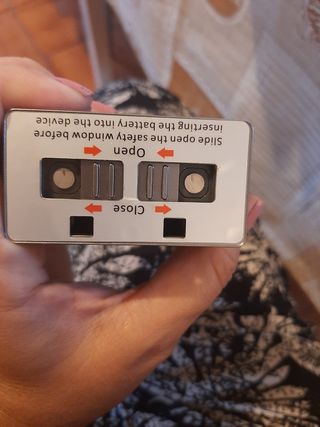 Close
Open
Slide open the safety window before
inserting the battery into the device